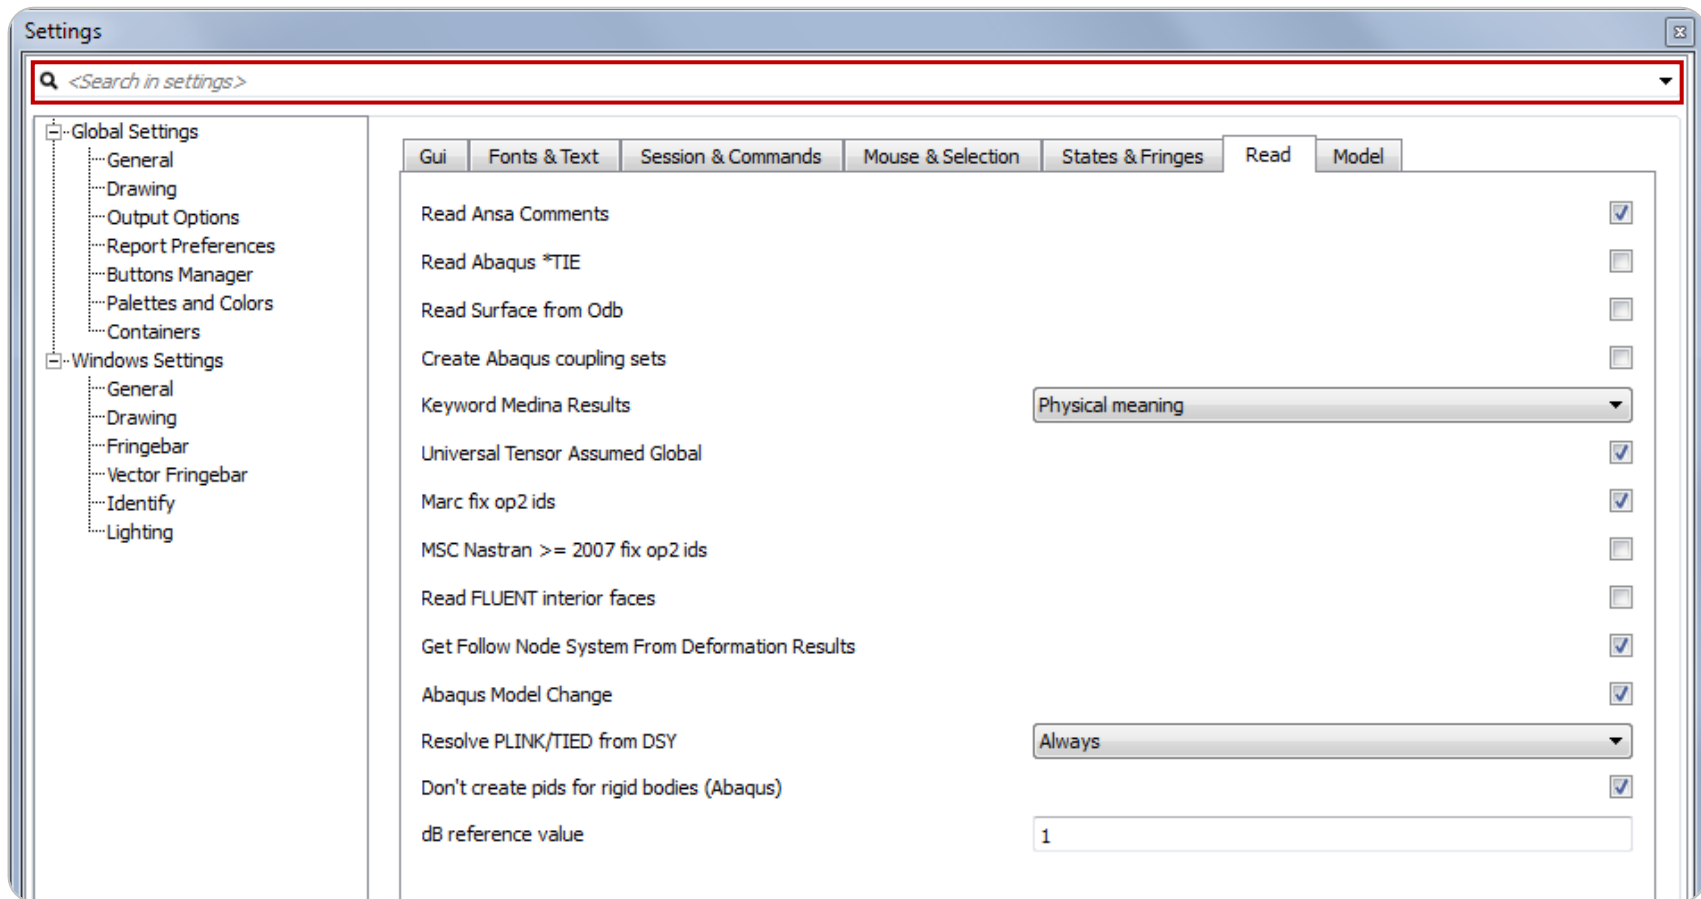 Settings
<Search in settings>
Global Settings
General
Drawing
Output Options
Report Preferences
Buttons Manager
Palettes and Colors
Containers
Windows Settings
General
Drawing
Fringebar
Vector Fringebar
Identify
Lighting
Gui Fonts & Text Session & Commands Mouse & Selection States & Fringes Read Model
Read Ansa Comments
Read Abaqus *TIE
Read Surface from Odb
Create Abaqus coupling sets
Keyword Medina Results Physical meaning
Universal Tensor Assumed Global
Marc fix op2 ids
MSC Nastran >= 2007 fix op2 ids
Read FLUENT interior faces
Get Follow Node System From Deformation Results
Abaqus Model Change
Resolve PLINK/TIED from DSY Always
Don't create pids for rigid bodies (Abaqus)
dB reference value 1